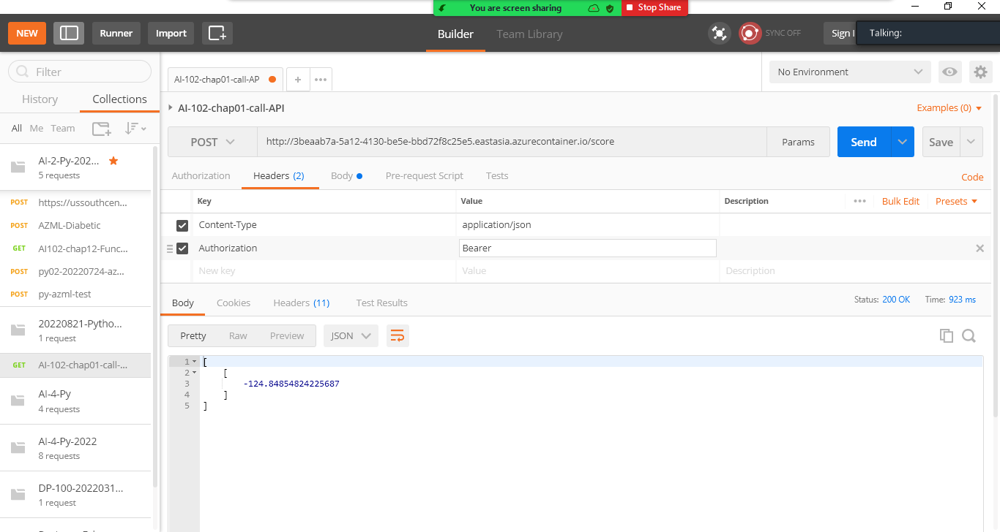 You are screen sharing
Stop Share
NEW
Runner
Import
Builder
Team Library
SYNC OFF
Sign I
Talking:
Filter
History
Collections
All Me Team
AI-2-Py-202...
5 requests
POST https://ussouthcen...
POST AZML-Diabetic
GET AI102-chap12-Func...
POST py02-20220724-az...
POST py-azml-test
20220821-Pytho...
1 request
GET AI-102-chap01-call-...
AI-4-Py
4 requests
AI-4-Py-2022
8 requests
DP-100-2022031...
1 request
AI-102-chap01-call-AP
+
•••
No Environment
AI-102-chap01-call-API
Examples (0)
POST
http://3beaab7a-5a12-4130-be5e-bbd72f8c25e5.eastasia.azurecontainer.io/score
Params
Send
Save
Authorization
Headers (2)
Body
Pre-request Script
Tests
Code
Key Value Description ••• Bulk Edit Presets
Content-Type application/json
Authorization Bearer
New key Value Description
Body
Cookies
Headers (11)
Test Results
Status: 200 OK
Time: 923 ms
Pretty
Raw
Preview
JSON
1 [
2 [
3 -124.84854824225687
4 ]
5 ]